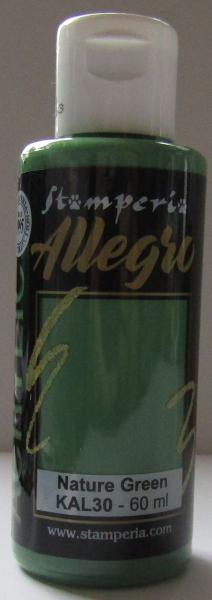 Stamperia
Allegro
Nature Green
KAL30 - 60 ml
www.stamperia.com